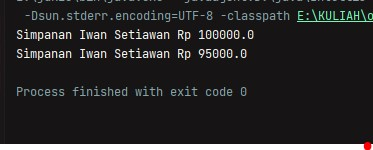 -Dsun.stderr.encoding=UTF-8 -classpath E:\KULIAH\o
Simpanan Iwan Setiawan Rp 100000.0
Simpanan Iwan Setiawan Rp 95000.0
Process finished with exit code 0